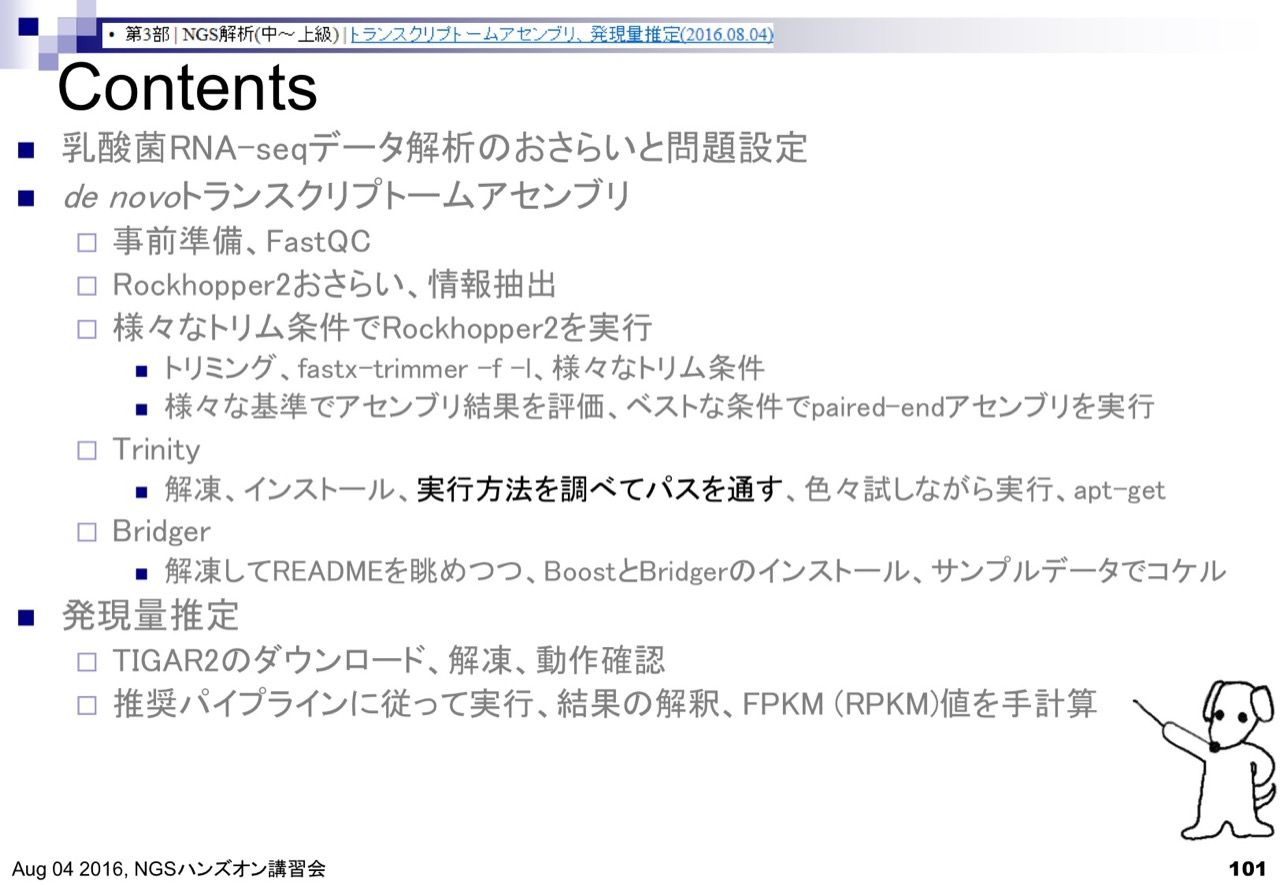 • 第3部 | NGS解析(中～上級) | トランスクリプトームアセンブリ、発現量推定(2016.08.04)
Contents
乳酸菌RNA-seqデータ解析のおさらいと問題設定
de novoトランスクリプトームアセンブリ
事前準備、FastQC
Rockhopper2おさらい、情報抽出
様々なトリム条件でRockhopper2を実行
トリミング、fastx-trimmer -f -l、様々なトリム条件
様々な基準でアセンブリ結果を評価、ベストな条件でpaired-endアセンブリを実行
Trinity
解凍、インストール、実行方法を調べてパスを通す、色々試しながら実行、apt-get
Bridger
解凍してREADMEを眺めつつ、BoostとBridgerのインストール、サンプルデータでコケル
発現量推定
TIGAR2のダウンロード、解凍、動作確認
推奨パイプラインに従って実行、結果の解釈、FPKM (RPKM)値を手計算
Aug 04 2016, NGSハンズオン講習会
101